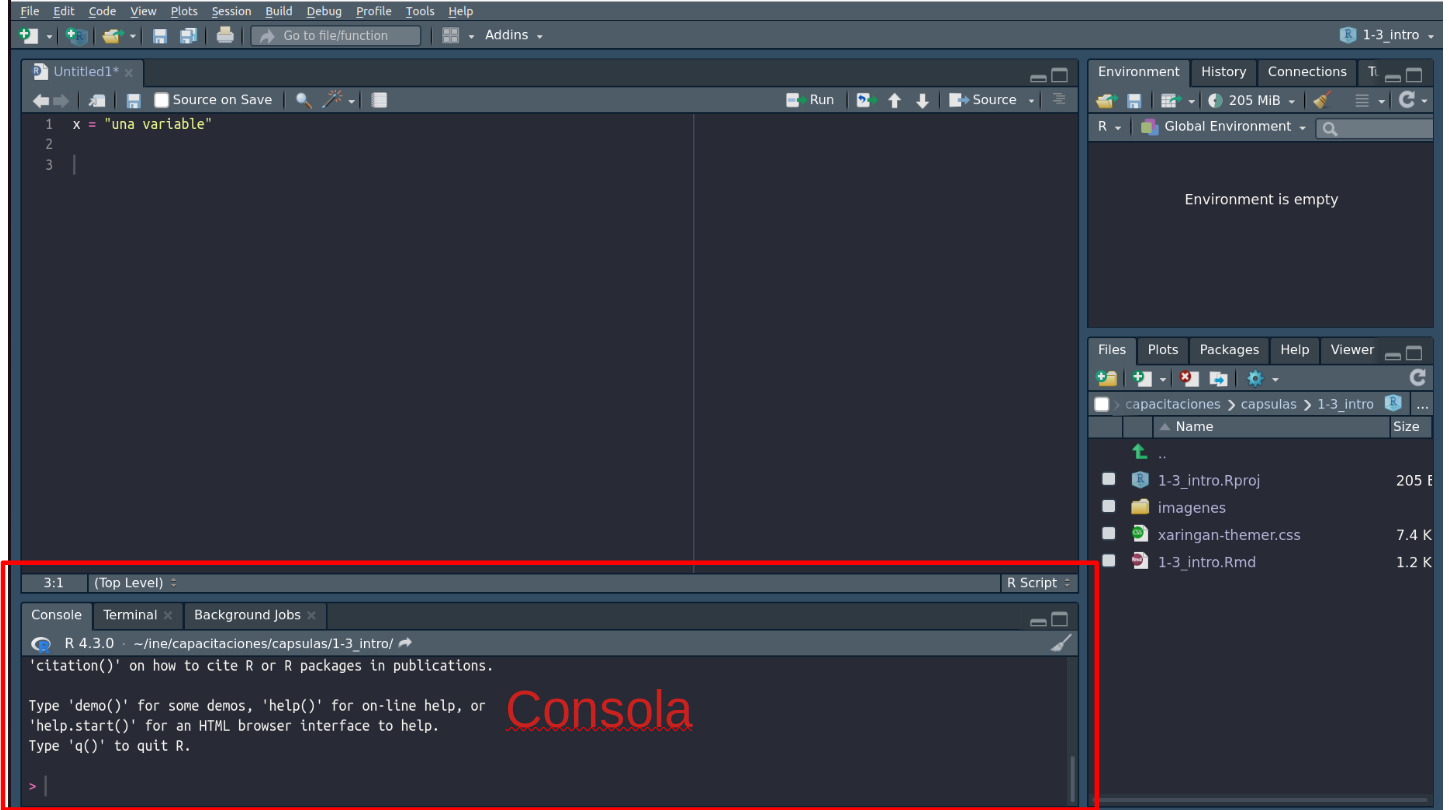 File Edit Code View Plots Session Build Debug Profile Tools Help
Go to file/function Addins 1-3_intro
Untitled1*
Source on Save Run Source
1 x = "una variable"
2
3
3:1 (Top Level) R Script
Console Terminal Background Jobs
R 4.3.0 · ~/ine/capacitaciones/capsulas/1-3_intro/
'citation()' on how to cite R or R packages in publications.
Type 'demo()' for some demos, 'help()' for on-line help, or
'help.start()' for an HTML browser interface to help.
Type 'q()' to quit R.
>
Consola
Environment History Connections
205 MiB
R Global Environment
Environment is empty
Files Plots Packages Help Viewer
capacitaciones capsulas 1-3_intro ...
Name Size
..
1-3_intro.Rproj 205
imagenes
xaringan-themer.css 7.4 K
1-3_intro.Rmd 1.2 K